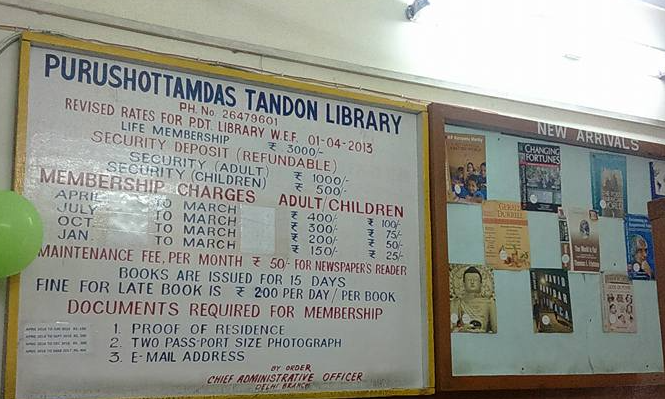 PURUSHOTTAMDAS TANDON LIBRARY
PH. No. 26479601
REVISED RATES FOR P.D.T. LIBRARY W.E.F. 01-04-2013
LIFE MEMBERSHIP ₹ 3000/-
SECURITY DEPOSIT (REFUNDABLE)
SECURITY (ADULT) ₹ 1000/-
SECURITY (CHILDREN) ₹ 500/-
MEMBERSHIP CHARGES ADULT/CHILDREN
APRIL TO MARCH ₹ 400/- ₹ 100/-
JULY TO MARCH ₹ 300/- ₹ 75/-
OCT. TO MARCH ₹ 200/- ₹ 50/-
JAN. TO MARCH ₹ 150/- ₹ 25/-
MAINTENANCE FEE, PER MONTH ₹ 50/- FOR NEWSPAPER'S READER
BOOKS ARE ISSUED FOR 15 DAYS
FINE FOR LATE BOOK IS ₹ 200 PER DAY / PER BOOK
DOCUMENTS REQUIRED FOR MEMBERSHIP
1. PROOF OF RESIDENCE
2. TWO PASS-PORT SIZE PHOTOGRAPH
3. E-MAIL ADDRESS
BY ORDER
CHIEF ADMINISTRATIVE OFFICER
DELHI BRANCH
NEW ARRIVALS
CHANGING
FORTUNES
GERALD
DURRELL